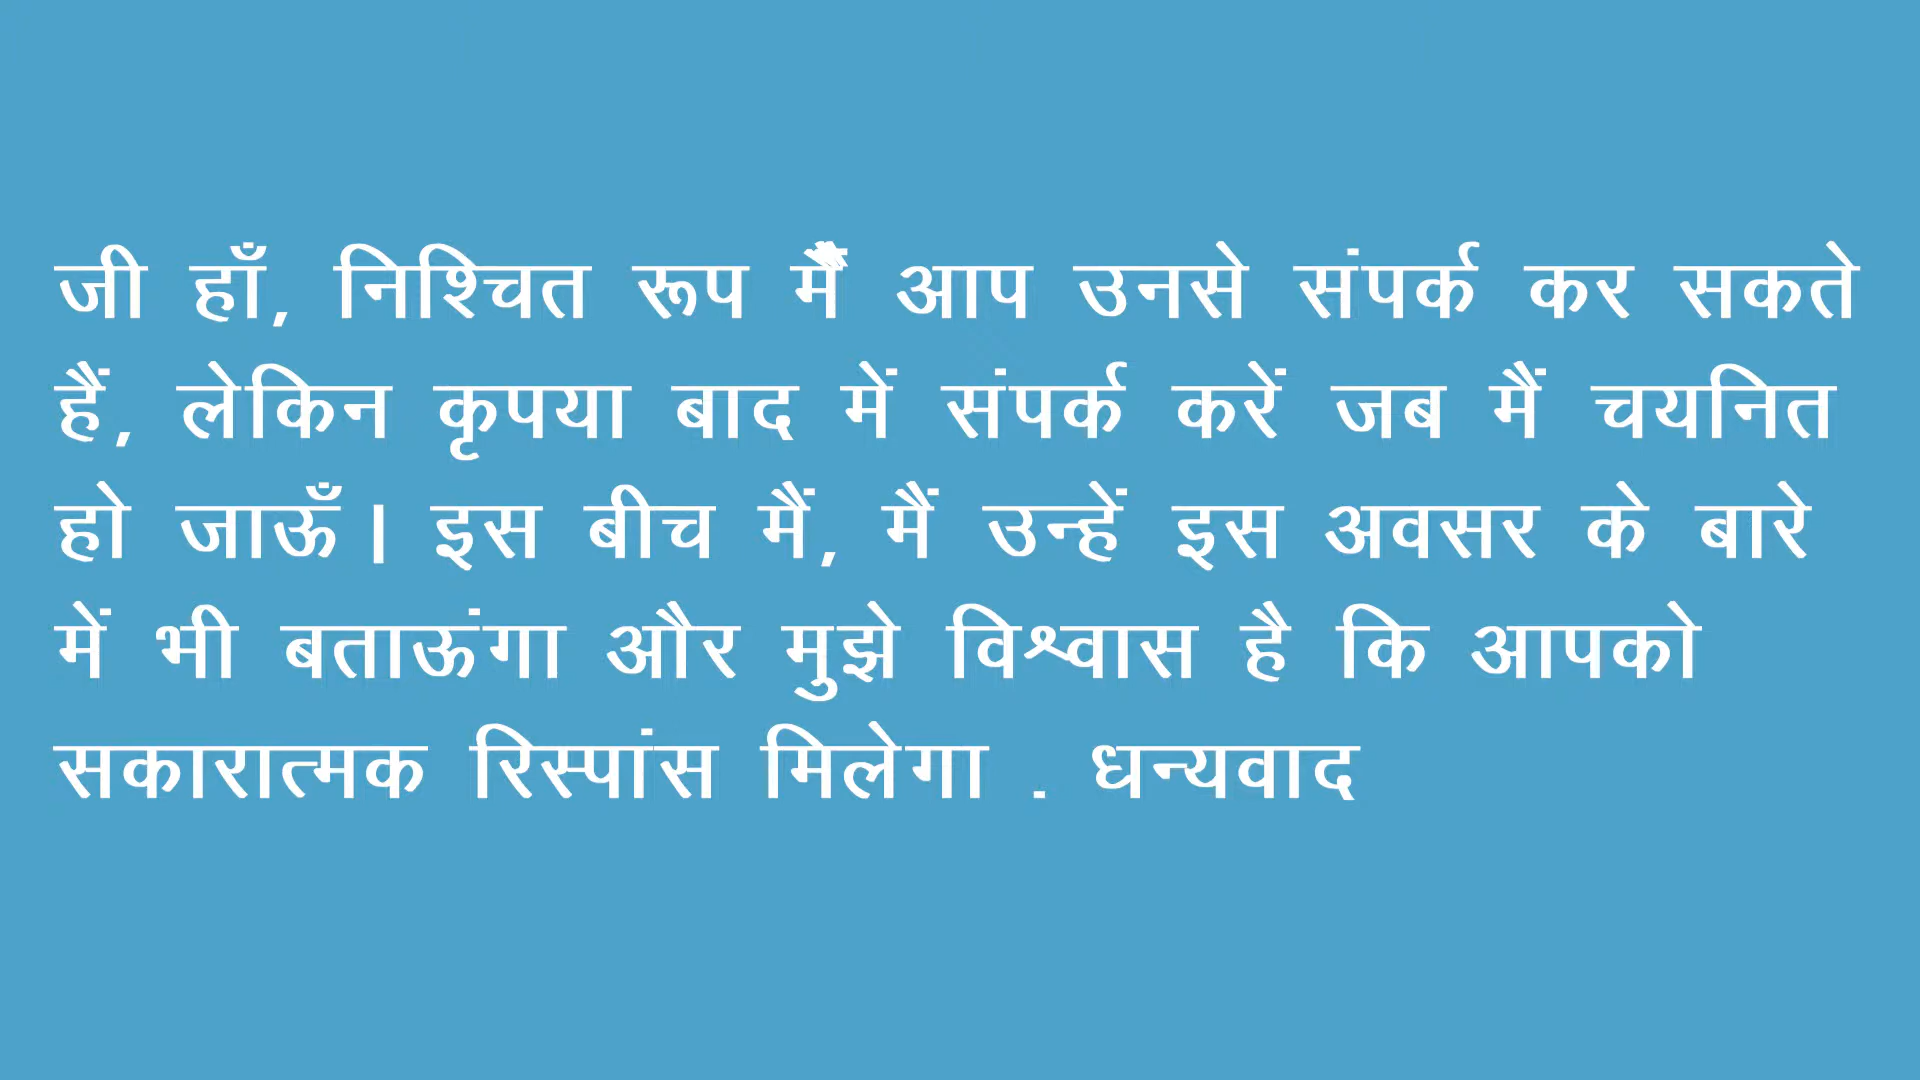 जी हाँ, निश्चित रूप में आप उनसे संपर्क कर सकते
हैं, लेकिन कृपया बाद में संपर्क करें जब मैं चयनित
हो जाऊँ। इस बीच मैं, मैं उन्हें इस अवसर के बारे
में भी बताऊंगा और मुझे विश्वास है कि आपको
सकारात्मक रिस्पांस मिलेगा . धन्यवाद